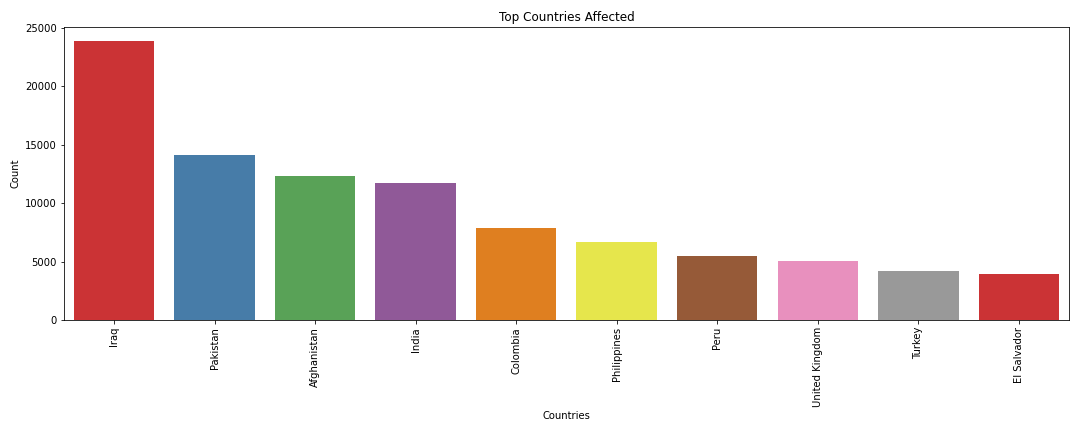 Top Countries Affected
Count
25000
20000
15000
10000
5000
0
Iraq
Pakistan
Afghanistan
India
Colombia
Philippines
Peru
United Kingdom
Turkey
El Salvador
Countries